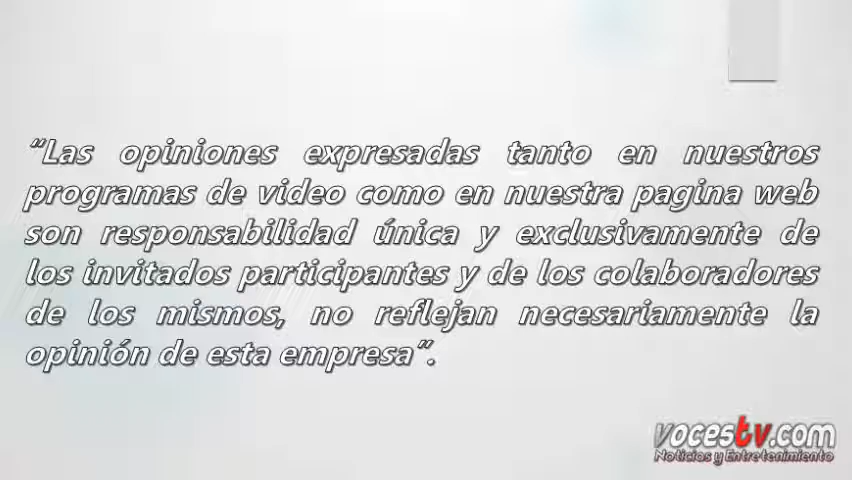 “Las opiniones expresadas tanto en nuestros
programas de video como en nuestra pagina web
son responsabilidad única y exclusivamente de
los invitados participantes y de los colaboradores
de los mismos, no reflejan necesariamente la
opinión de esta empresa”.
vocestv.com
Noticias y Entretenimiento